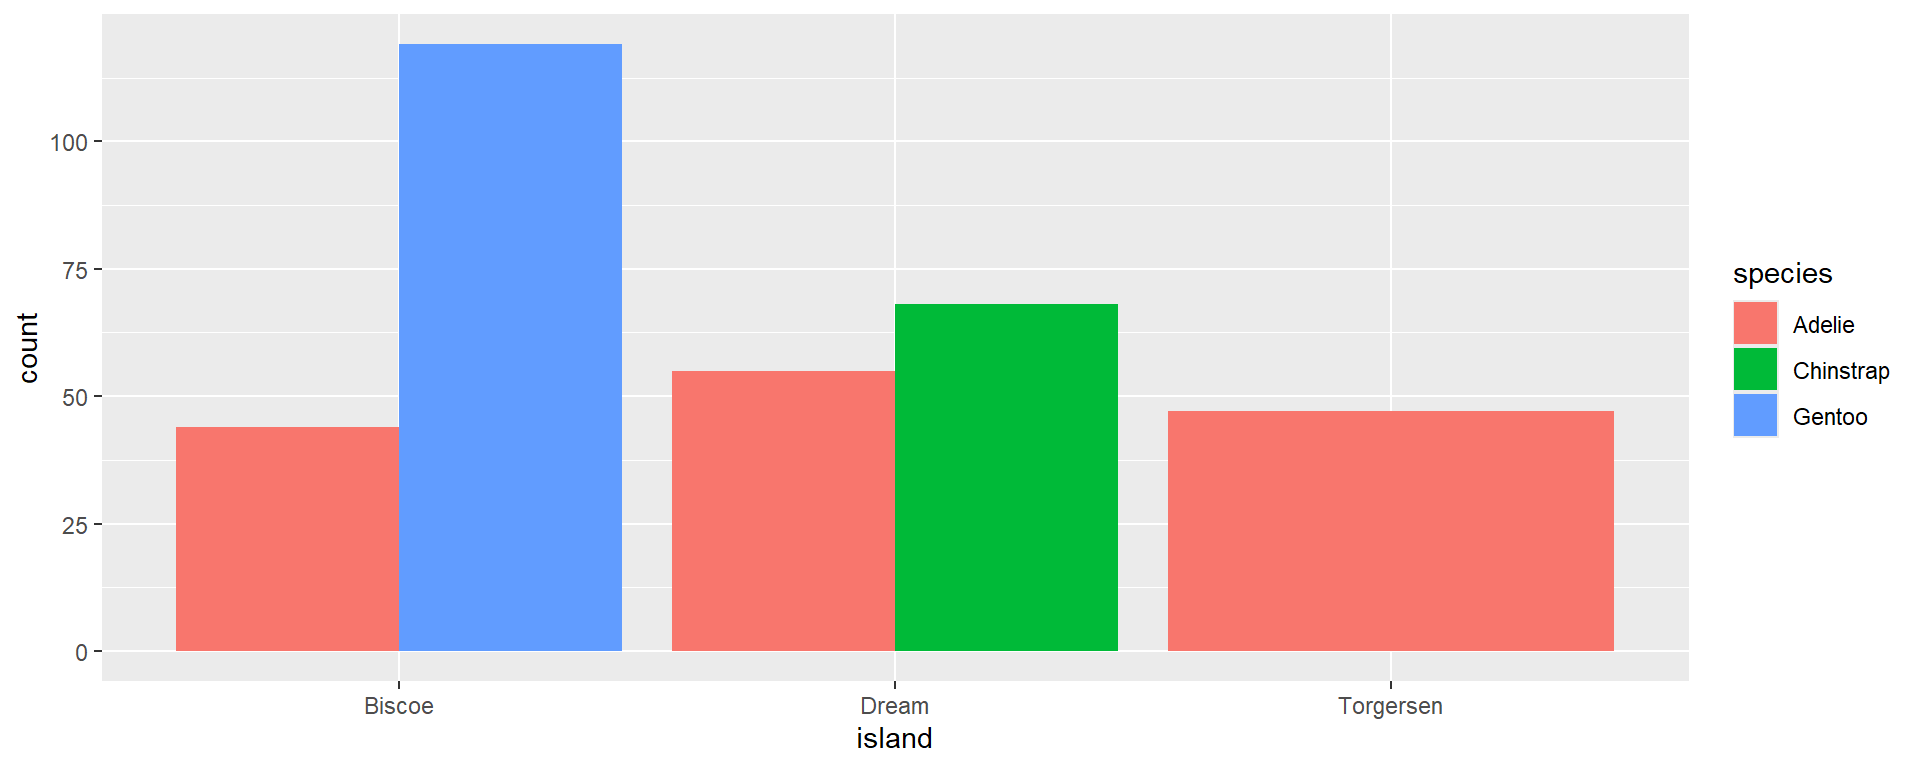 count
100
75
50
25
0
Biscoe Dream Torgersen
island
species
Adelie
Chinstrap
Gentoo